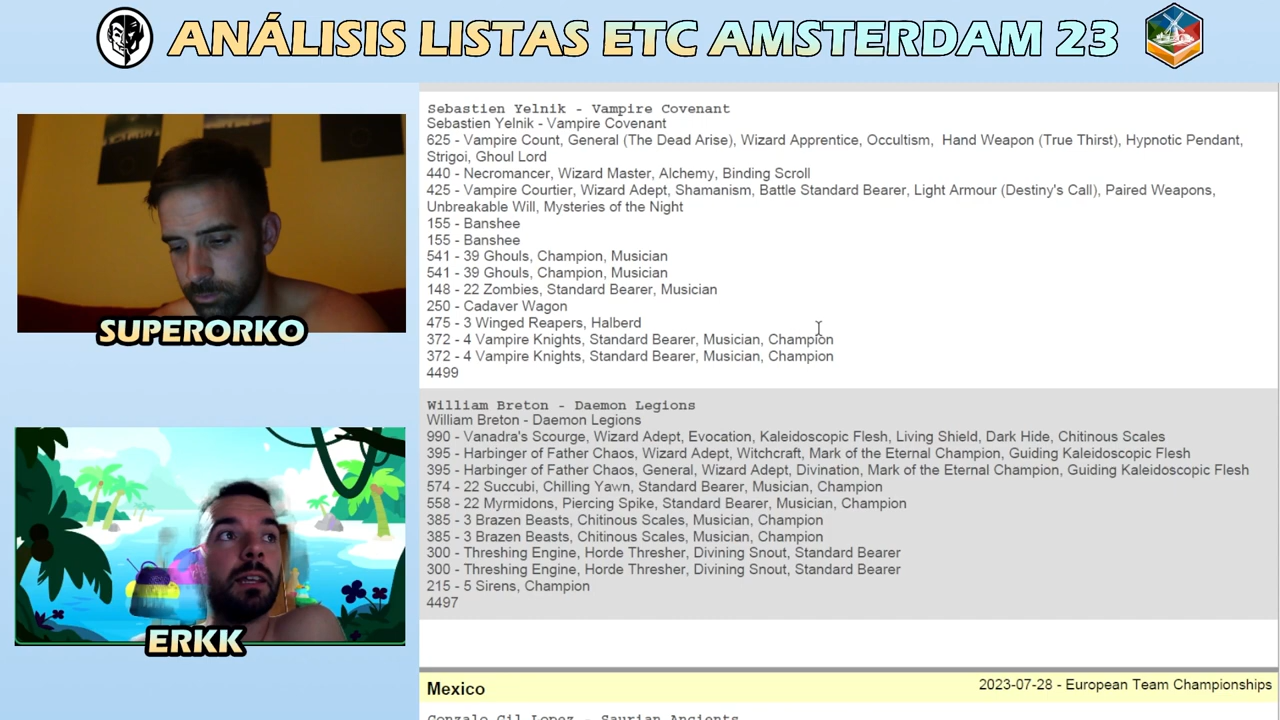 ANÁLISIS LISTAS ETC AMSTERDAM 23
Sebastien Yelnik - Vampire Covenant
Sebastien Yelnik - Vampire Covenant
625 - Vampire Count, General (The Dead Arise), Wizard Apprentice, Occultism, Hand Weapon (True Thirst), Hypnotic Pendant,
Strigoi, Ghoul Lord
440 - Necromancer, Wizard Master, Alchemy, Binding Scroll
425 - Vampire Courtier, Wizard Adept, Shamanism, Battle Standard Bearer, Light Armour (Destiny's Call), Paired Weapons,
Unbreakable Will, Mysteries of the Night
155 - Banshee
155 - Banshee
541 - 39 Ghouls, Champion, Musician
541 - 39 Ghouls, Champion, Musician
148 - 22 Zombies, Standard Bearer, Musician
250 - Cadaver Wagon
475 - 3 Winged Reapers, Halberd
372 - 4 Vampire Knights, Standard Bearer, Musician, Champion
372 - 4 Vampire Knights, Standard Bearer, Musician, Champion
4499
SUPERORKO
William Breton - Daemon Legions
William Breton - Daemon Legions
990 - Vanadra's Scourge, Wizard Adept, Evocation, Kaleidoscopic Flesh, Living Shield, Dark Hide, Chitinous Scales
395 - Harbinger of Father Chaos, Wizard Adept, Witchcraft, Mark of the Eternal Champion, Guiding Kaleidoscopic Flesh
395 - Harbinger of Father Chaos, General, Wizard Adept, Divination, Mark of the Eternal Champion, Guiding Kaleidoscopic Flesh
574 - 22 Succubi, Chilling Yawn, Standard Bearer, Musician, Champion
558 - 22 Myrmidons, Piercing Spike, Standard Bearer, Musician, Champion
385 - 3 Brazen Beasts, Chitinous Scales, Musician, Champion
385 - 3 Brazen Beasts, Chitinous Scales, Musician, Champion
300 - Threshing Engine, Horde Thresher, Divining Snout, Standard Bearer
300 - Threshing Engine, Horde Thresher, Divining Snout, Standard Bearer
215 - 5 Sirens, Champion
4497
ERKK
Mexico
2023-07-28 - European Team Championships
Gonzalo Gil Lopez - Saurian Ancients